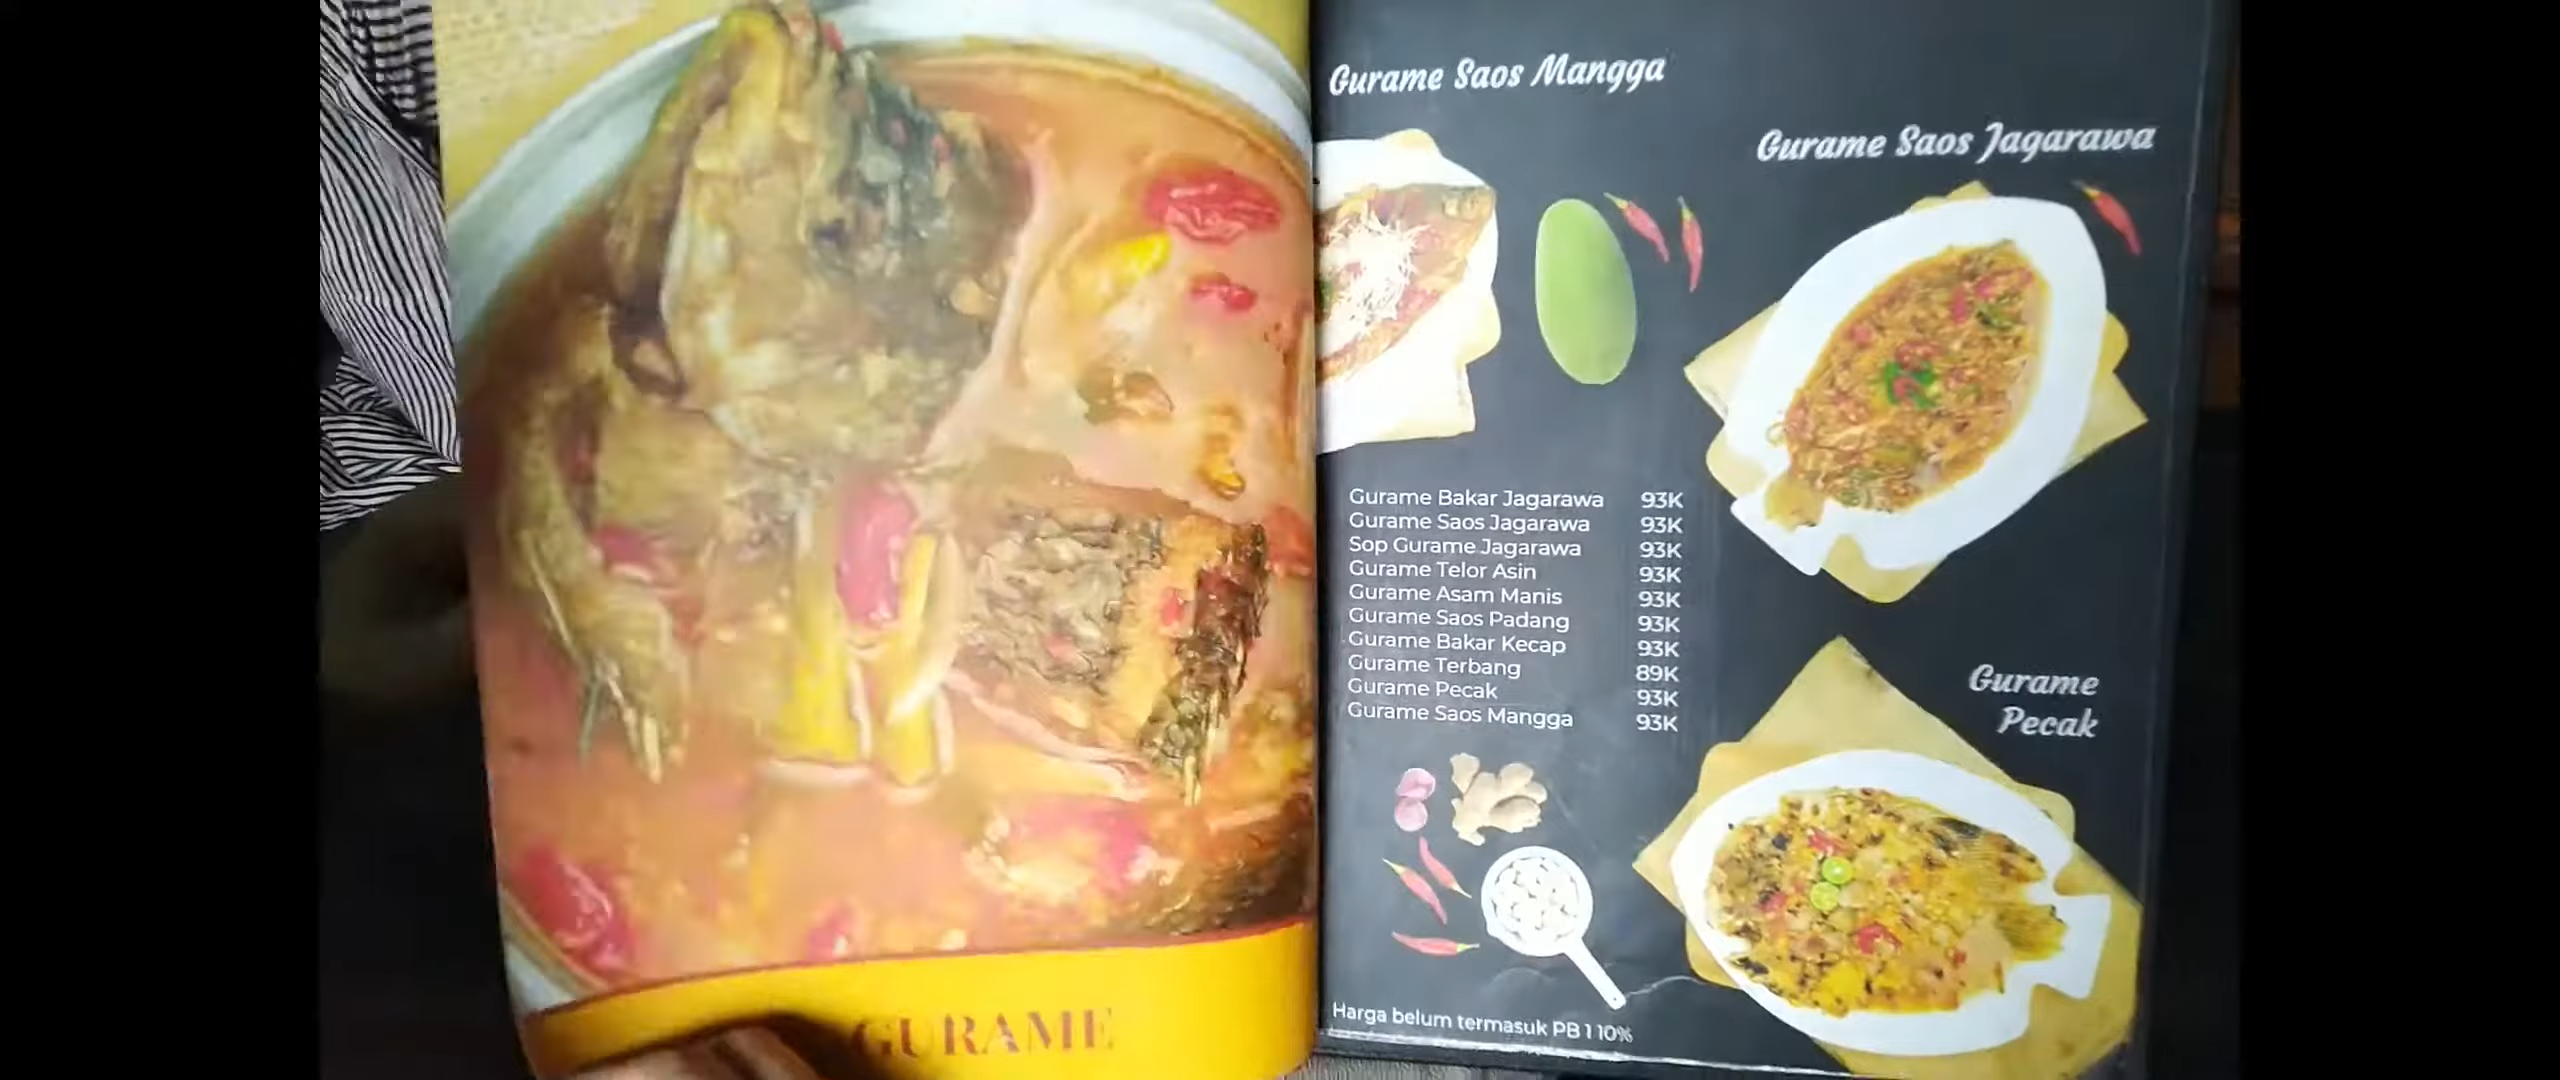 GURAME
Gurame Saos Mangga
Gurame Saos Jagarawa
Gurame Bakar Jagarawa 93K
Gurame Saos Jagarawa 93K
Sop Gurame Jagarawa 93K
Gurame Telor Asin 93K
Gurame Asam Manis 93K
Gurame Saos Padang 93K
Gurame Bakar Kecap 93K
Gurame Terbang 89K
Gurame Pecak 93K
Gurame Saos Mangga 93K
Gurame
Pecak
Harga belum termasuk PB 1 10%